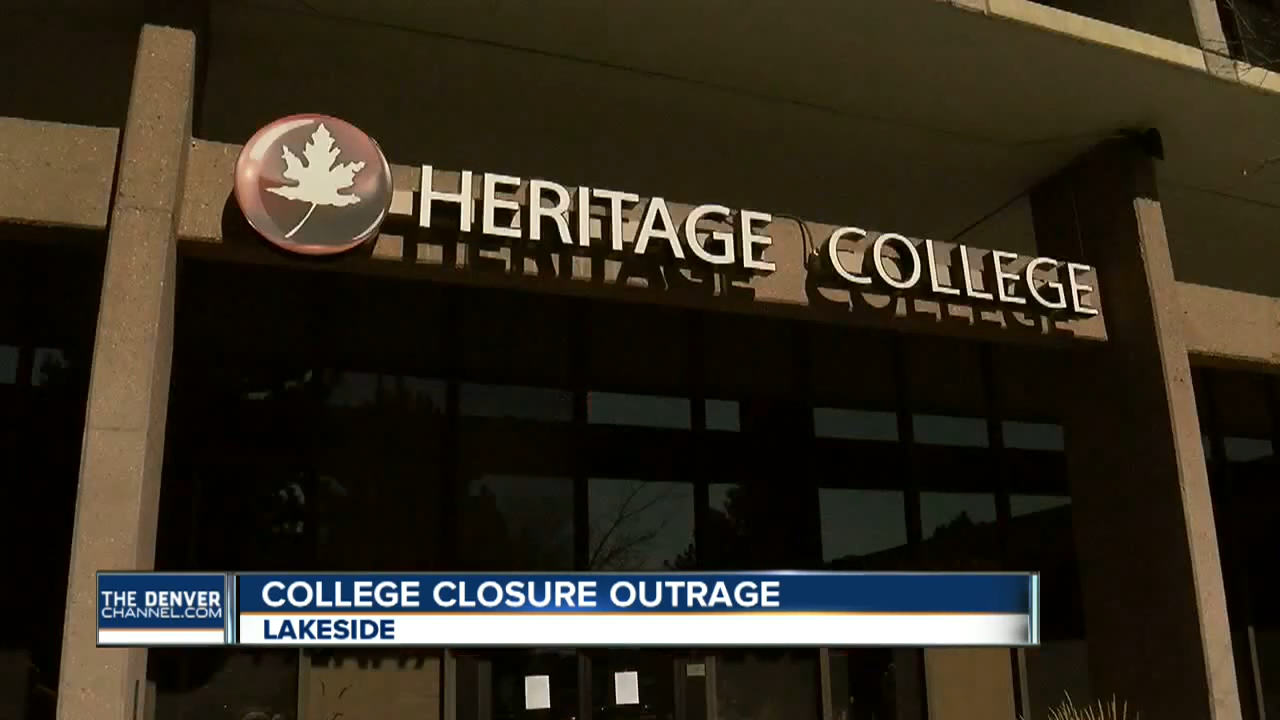 HERITAGE COLLEGE
THE DENVER
CHANNEL.COM
COLLEGE CLOSURE OUTRAGE
LAKESIDE